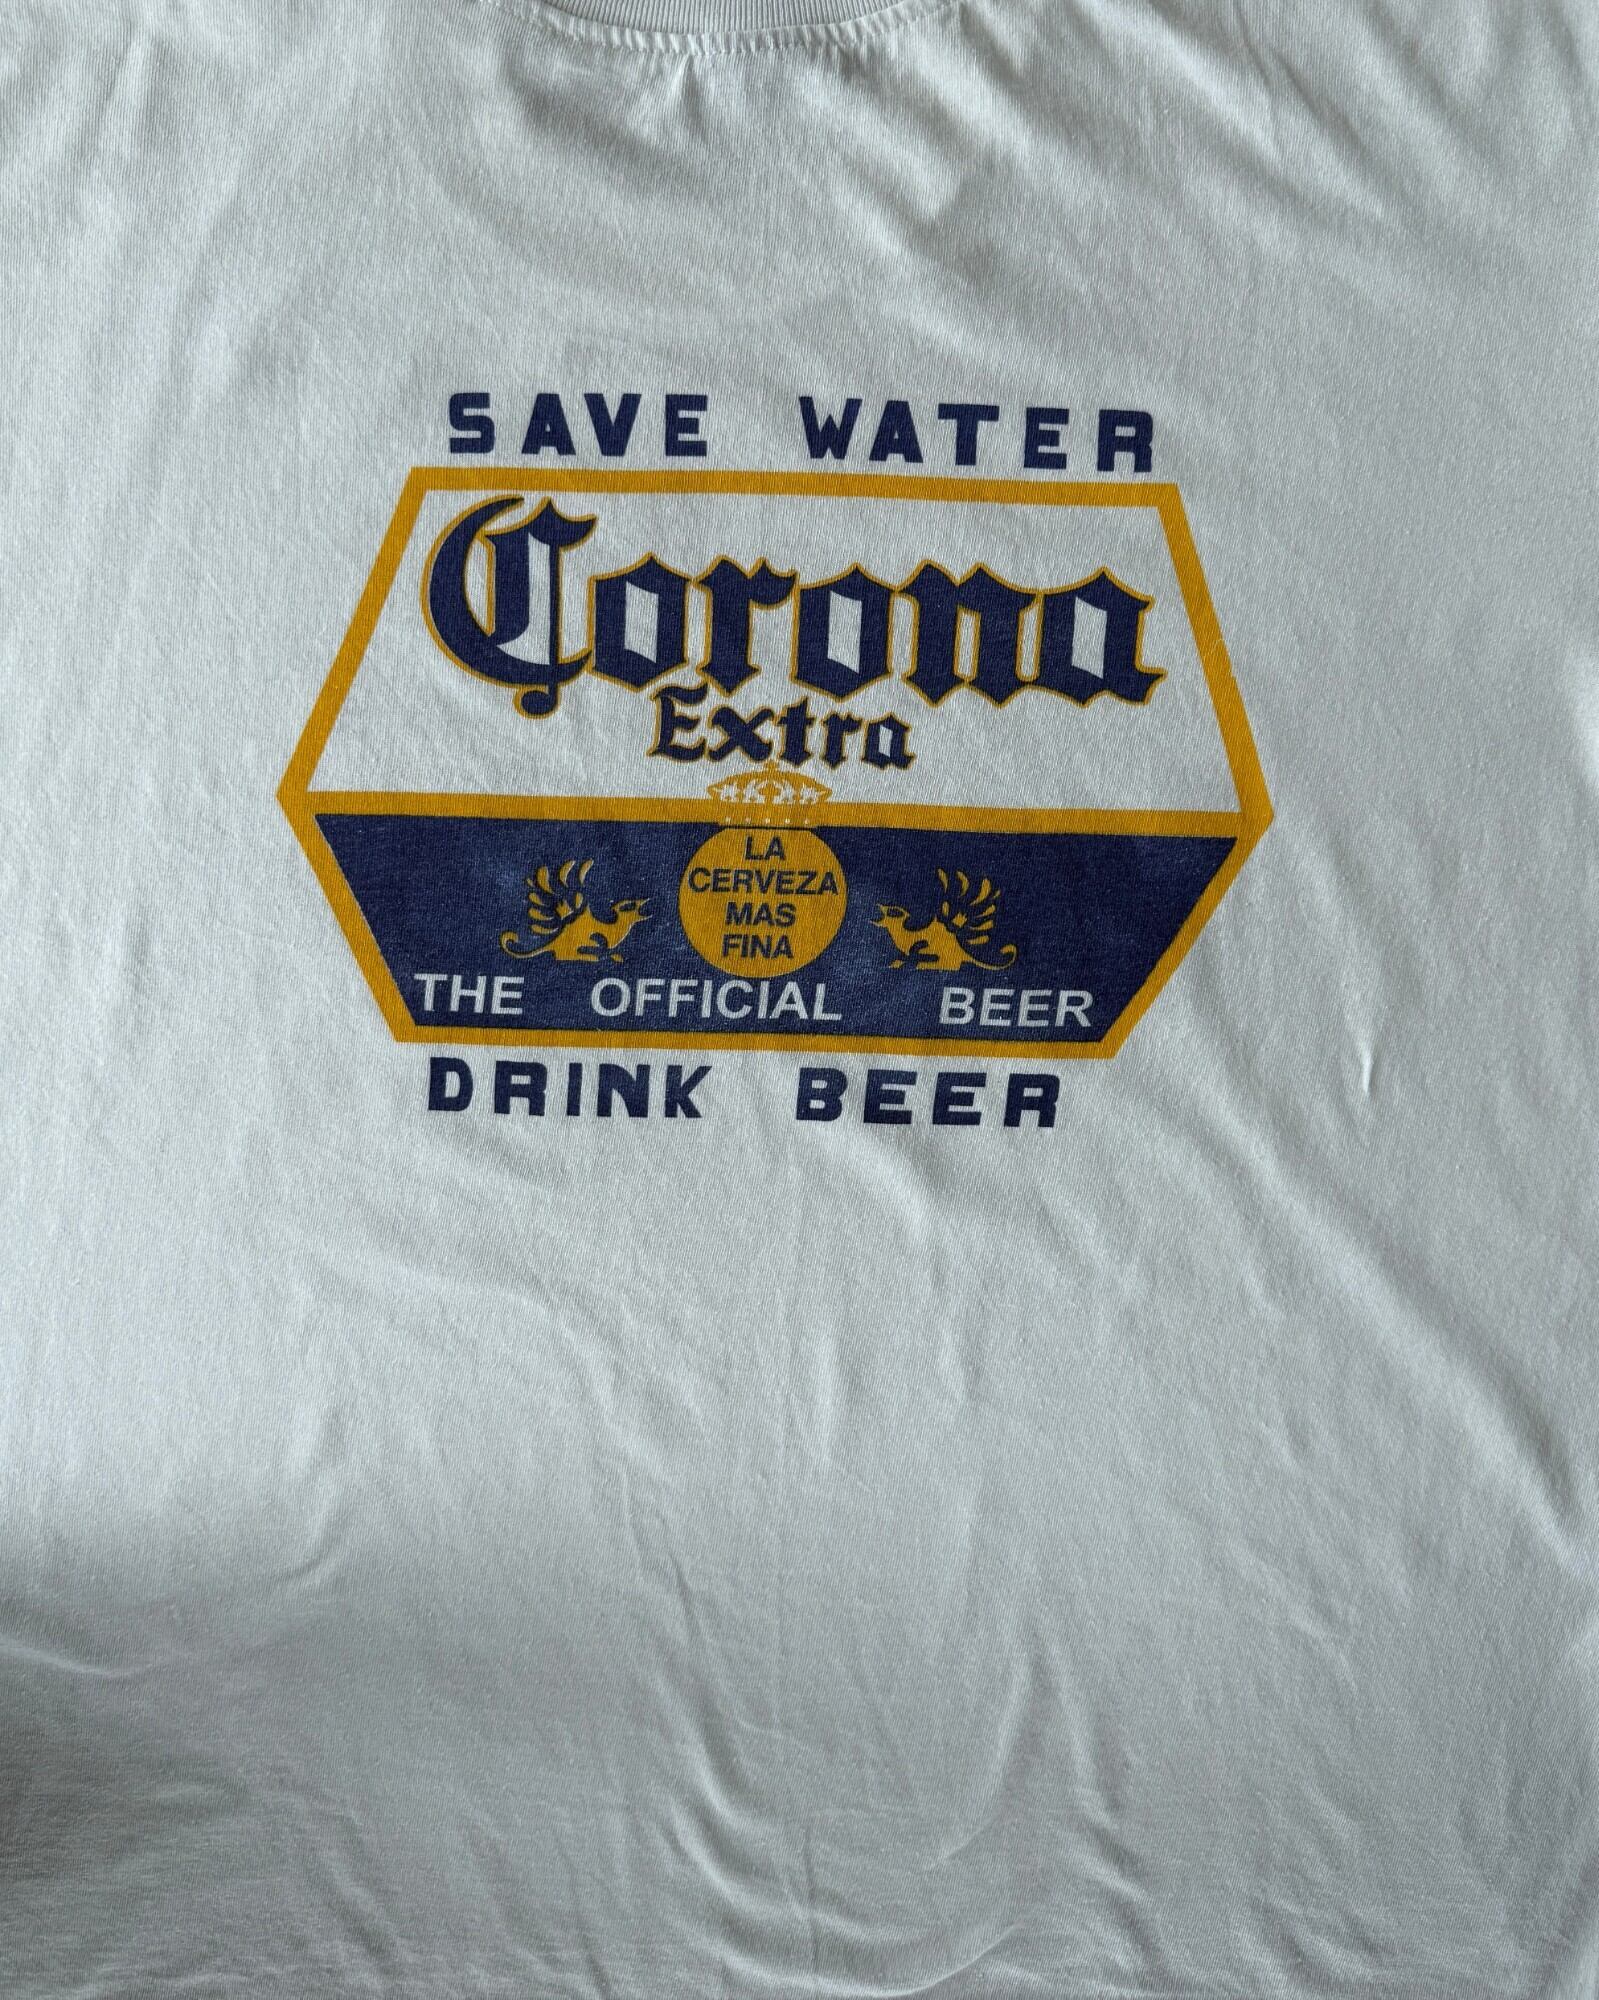 SAVE WATER
Corona
Extra
LA
CERVEZA
MAS
FINA
THE OFFICIAL BEER
DRINK BEER